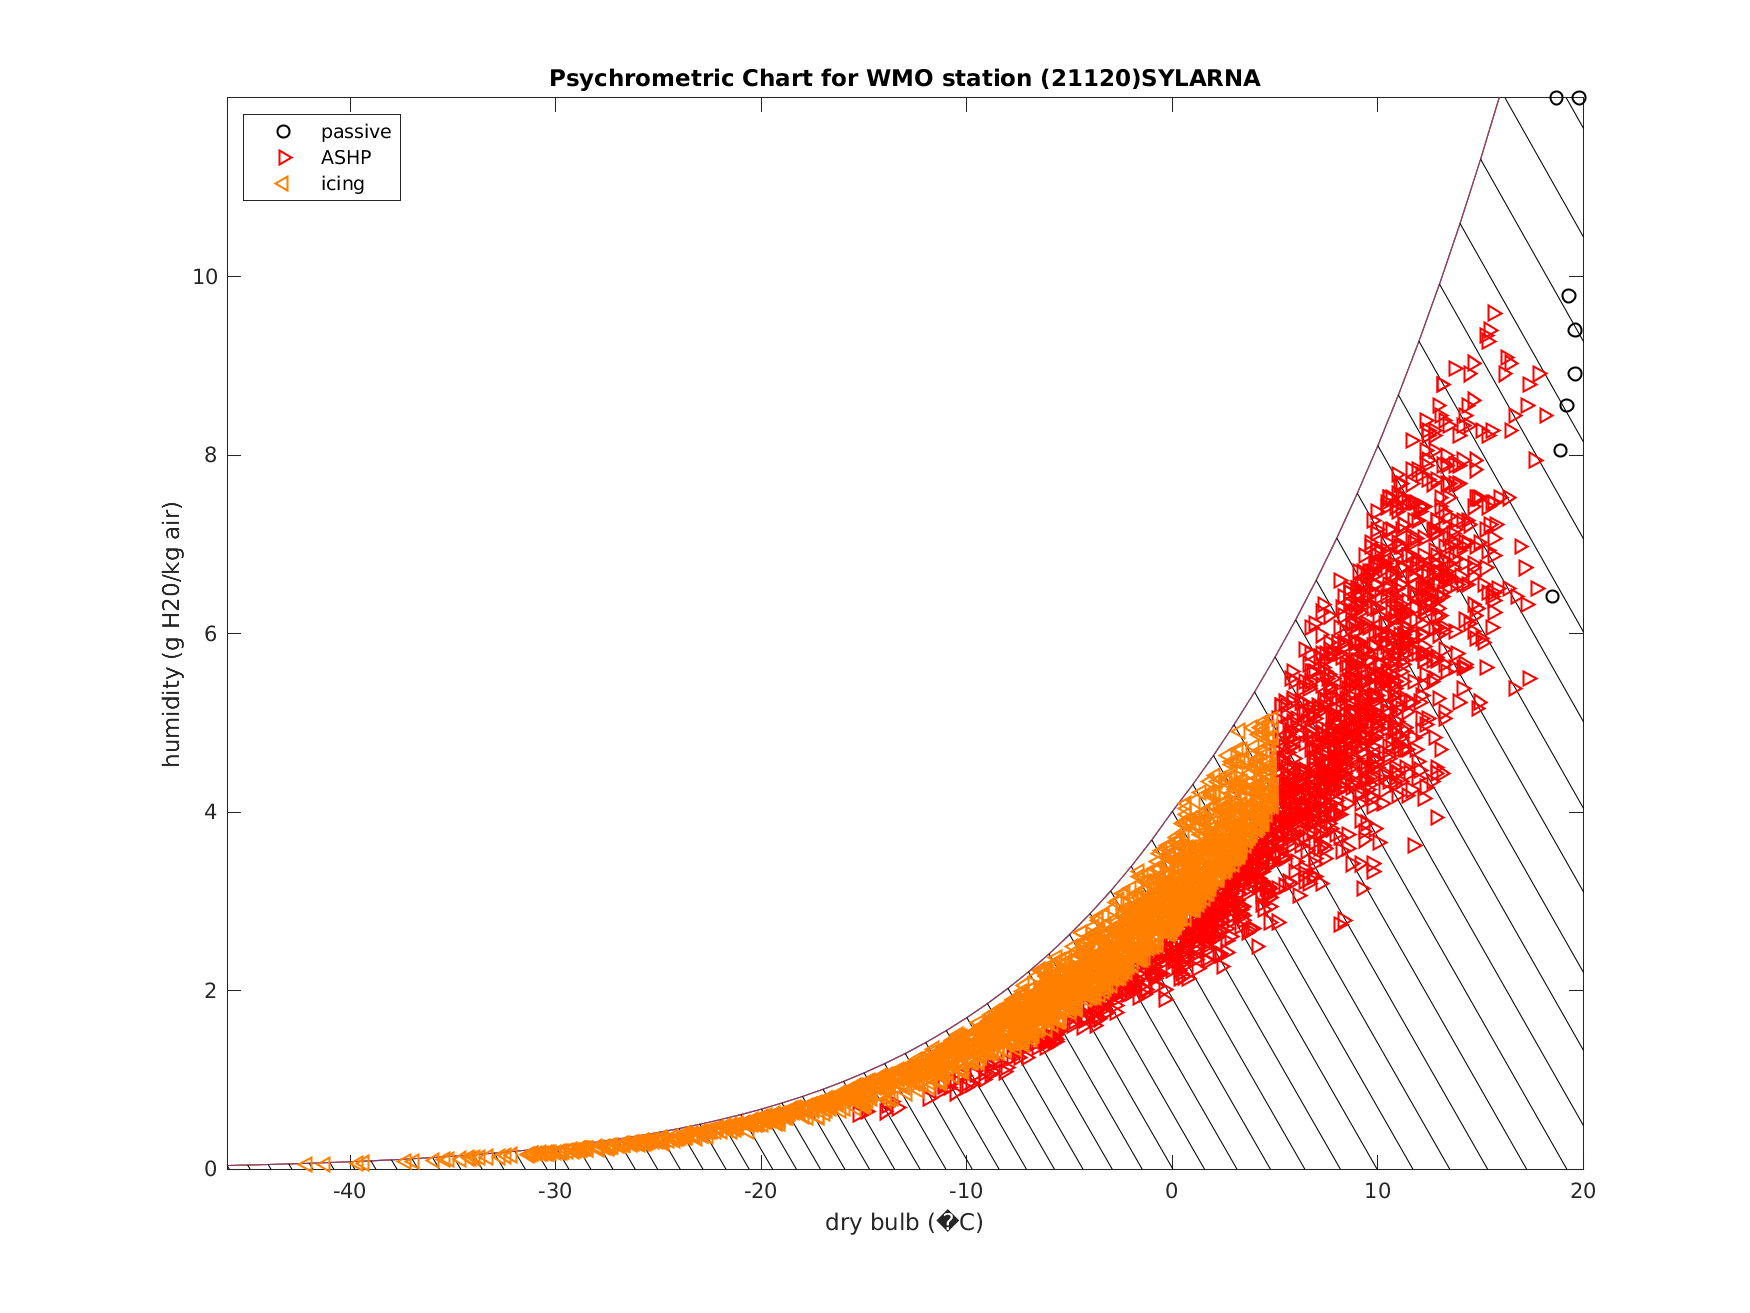 Psychrometric Chart for WMO station (21120)SYLARNA
passive
ASHP
icing
humidity (g H20/kg air)
10
8
6
4
2
0
-40
-30
-20
-10
0
10
20
dry bulb (�C)